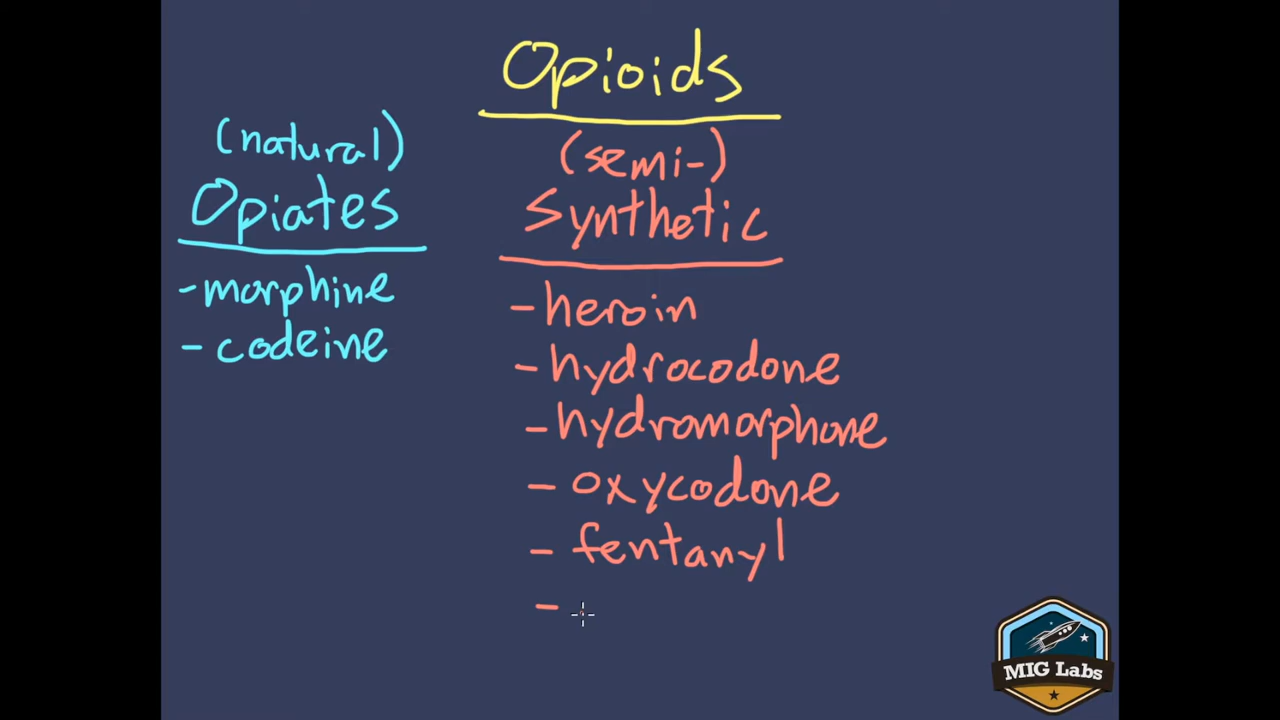 Opioids
(natural)
Opiates
-morphine
-codeine
(semi-)
Synthetic
-heroin
-hydrocodone
-hydromorphone
-oxycodone
-fentanyl
-
MIG Labs